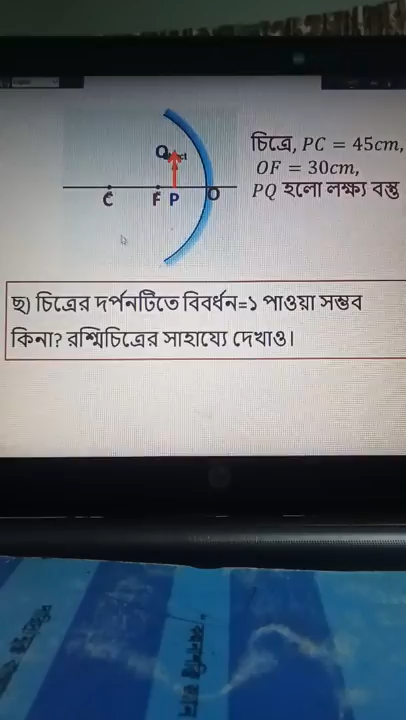 Q
C
F
P
O
চিত্রে, PC = 45cm,
OF = 30cm,
PQ হলো লক্ষ্য বস্তু
ছ) চিত্রের দর্পনটিতে বিবর্ধন=১ পাওয়া সম্ভব
কিনা? রশ্মিচিত্রের সাহায্যে দেখাও।